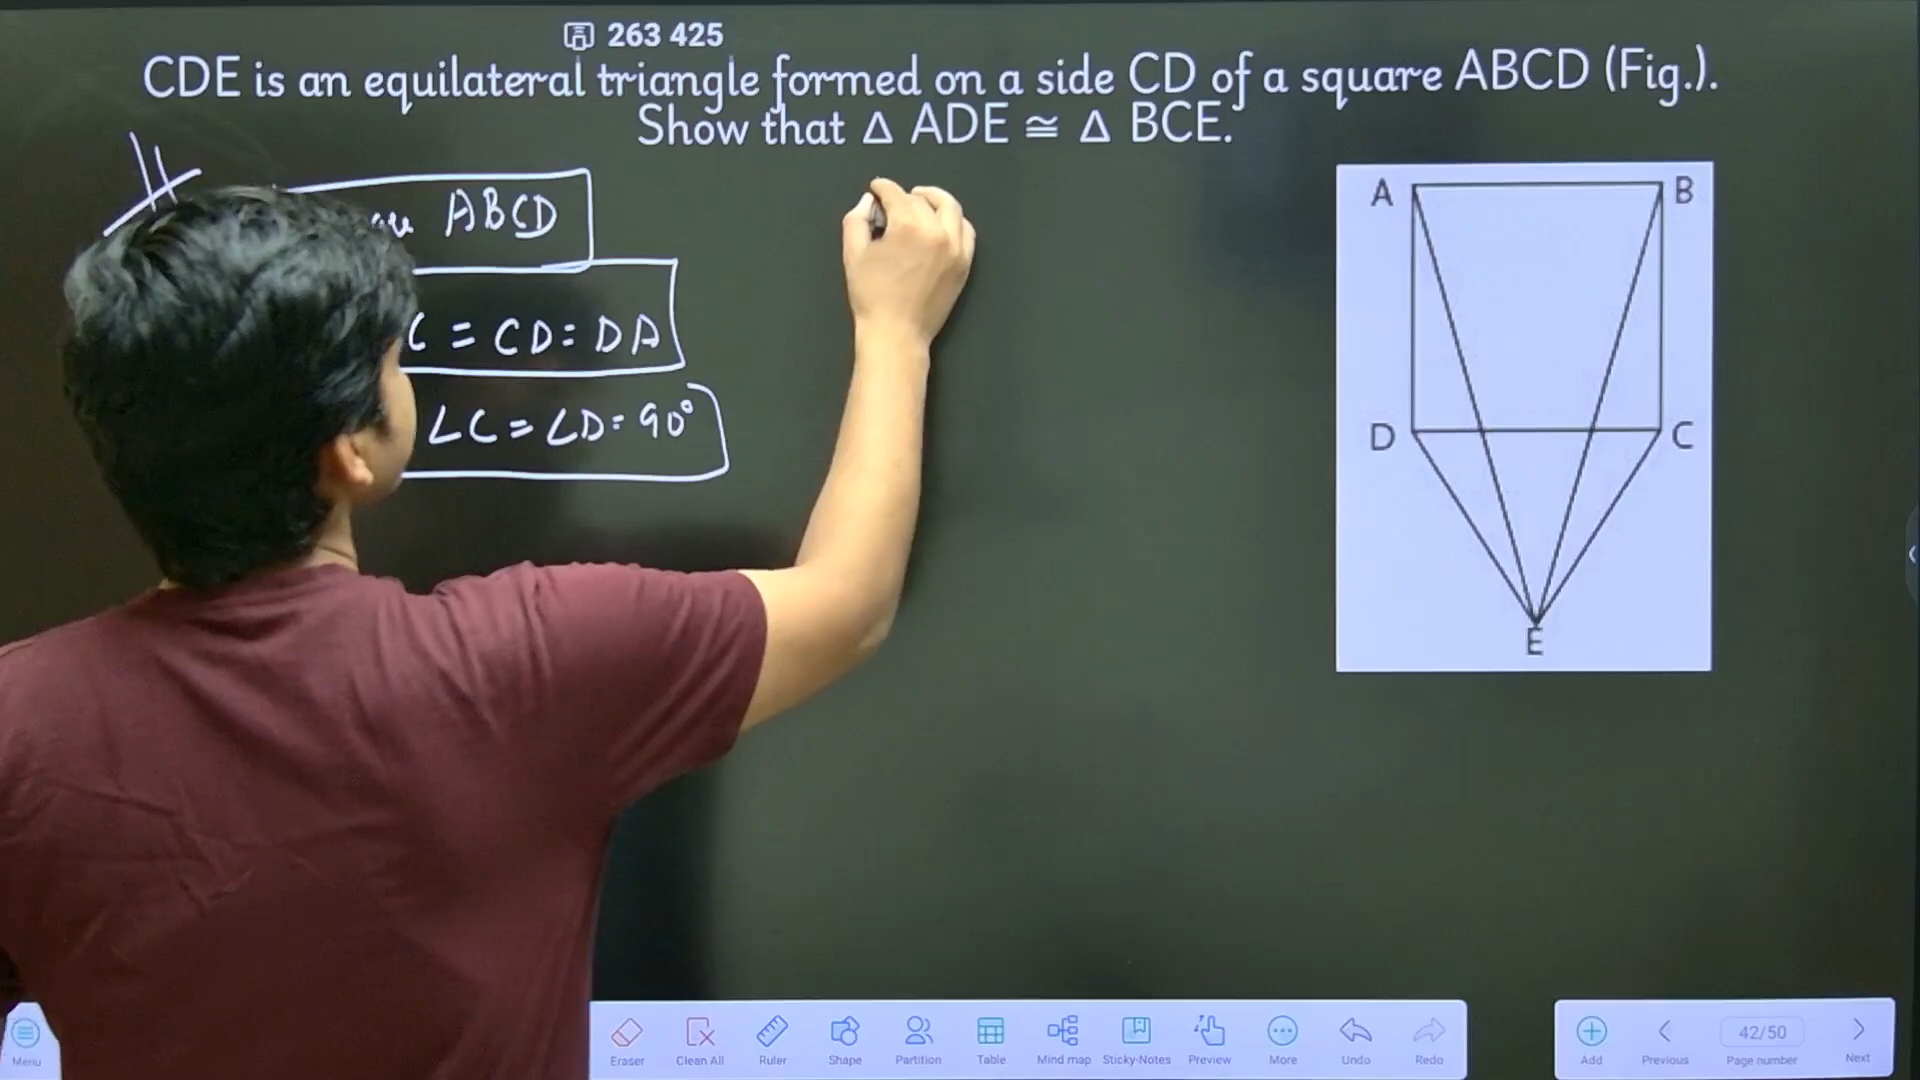 263 425
CDE is an equilateral triangle formed on a side CD of a square ABCD (Fig.).
Show that △ ADE ≅ △ BCE.
ABCD
C = CD = DA
∠C = ∠D = 90°
A
B
D
C
E
Menu
Eraser
Clean All
Ruler
Shape
Partition
Table
Mind map
Sticky-Notes
Preview
More
Undo
Redo
Add
Previous
42/50
Page number
Next